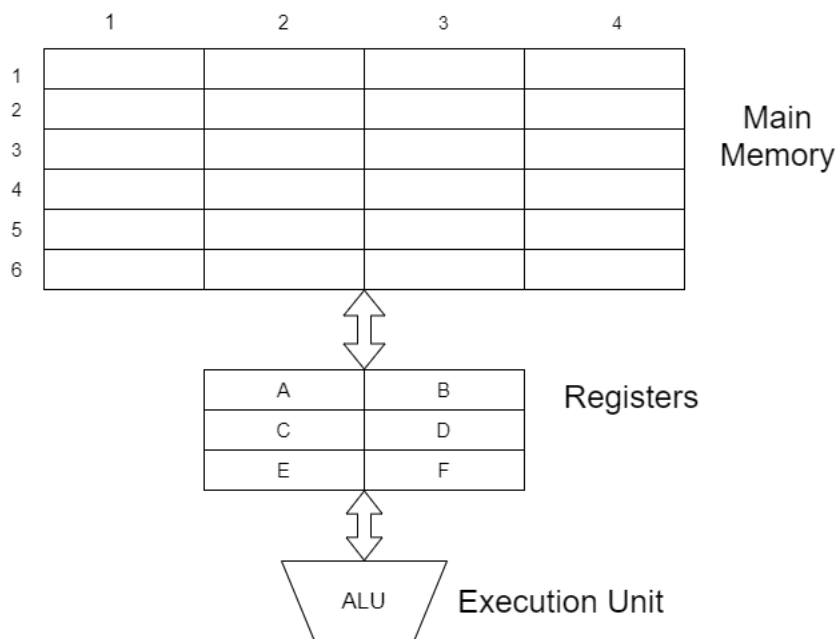 1 2 3 4
1
2
3
4
5
6
Main
Memory
A B
C D
E F
Registers
ALU
Execution Unit